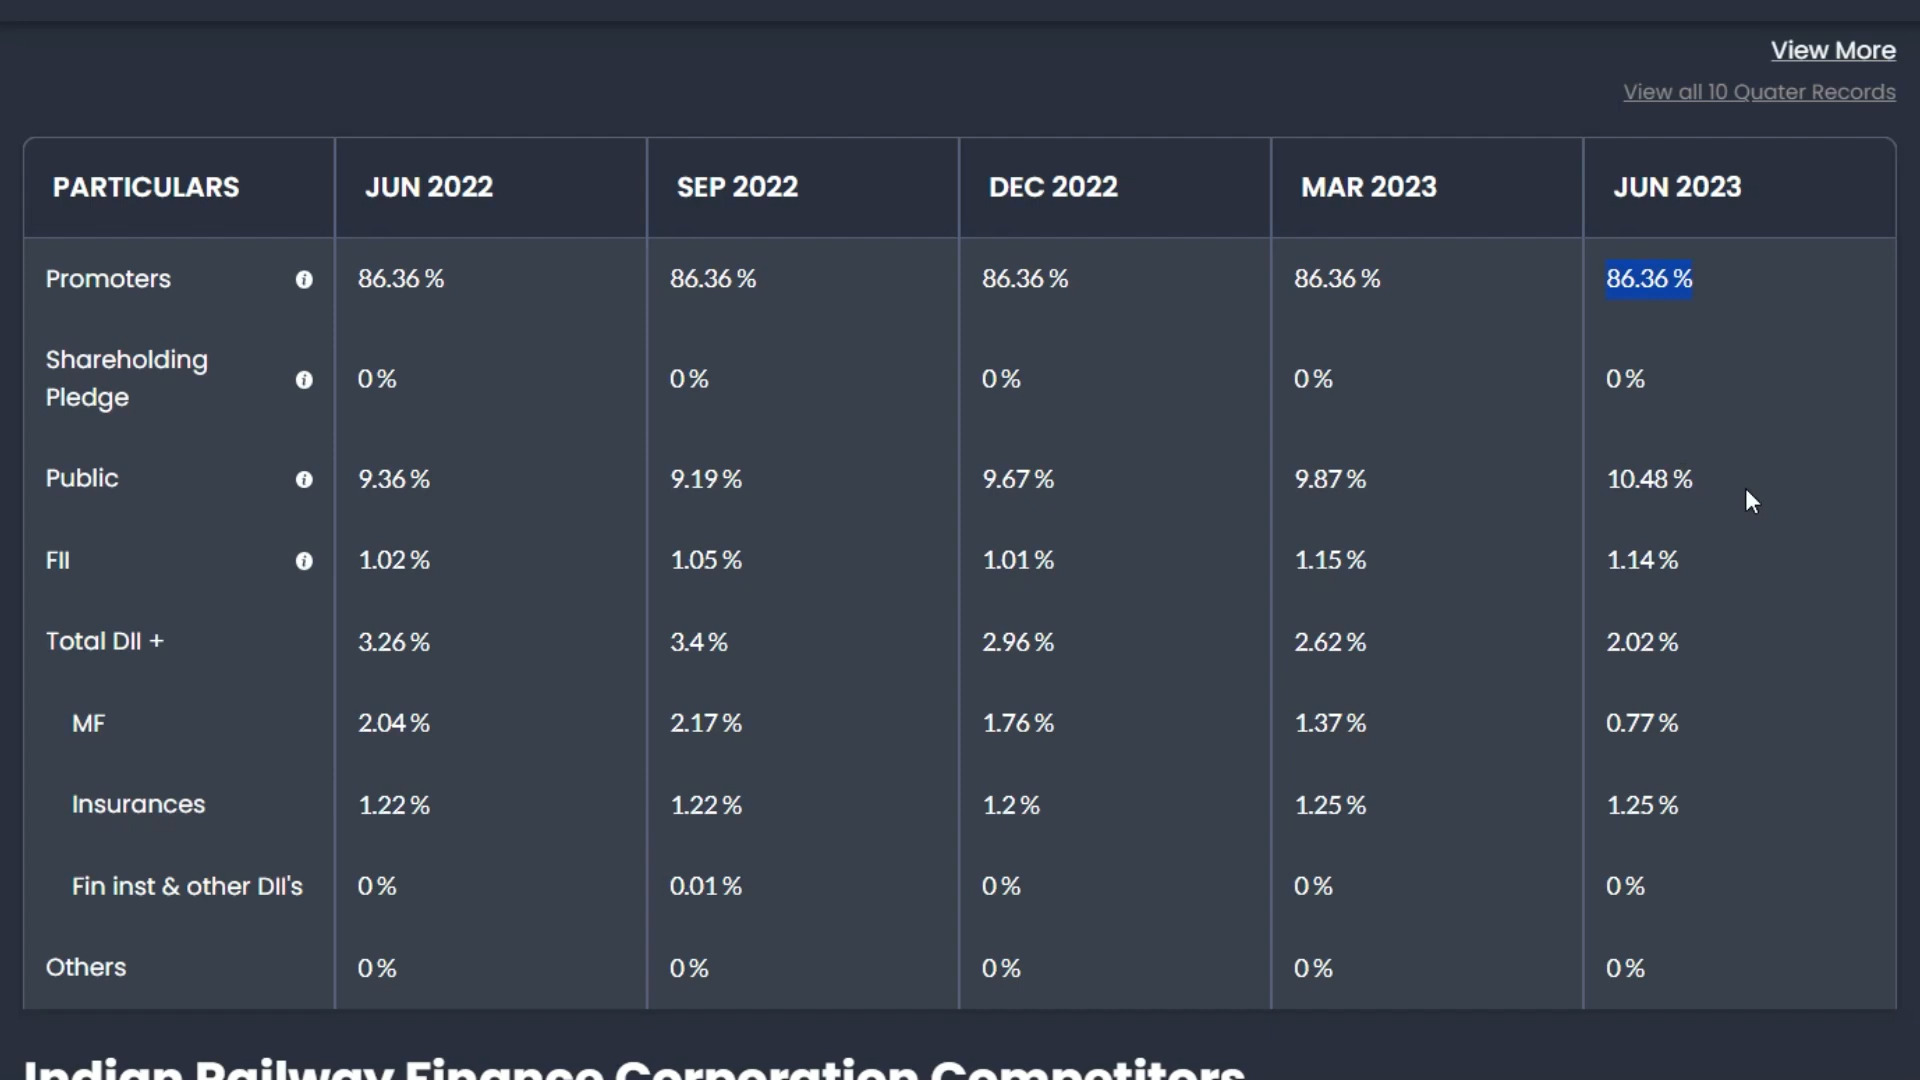 View More
View all 10 Quater Records
PARTICULARS JUN 2022 SEP 2022 DEC 2022 MAR 2023 JUN 2023
Promoters 86.36 % 86.36 % 86.36 % 86.36 % 86.36 %
Shareholding
Pledge 0 % 0 % 0 % 0 % 0 %
Public 9.36 % 9.19 % 9.67 % 9.87 % 10.48 %
FII 1.02 % 1.05 % 1.01 % 1.15 % 1.14 %
Total DII + 3.26 % 3.4 % 2.96 % 2.62 % 2.02 %
MF 2.04 % 2.17 % 1.76 % 1.37 % 0.77 %
Insurances 1.22 % 1.22 % 1.2 % 1.25 % 1.25 %
Fin inst & other DII's 0 % 0.01 % 0 % 0 % 0 %
Others 0 % 0 % 0 % 0 % 0 %
Indian Railway Finance Corporation Competitors